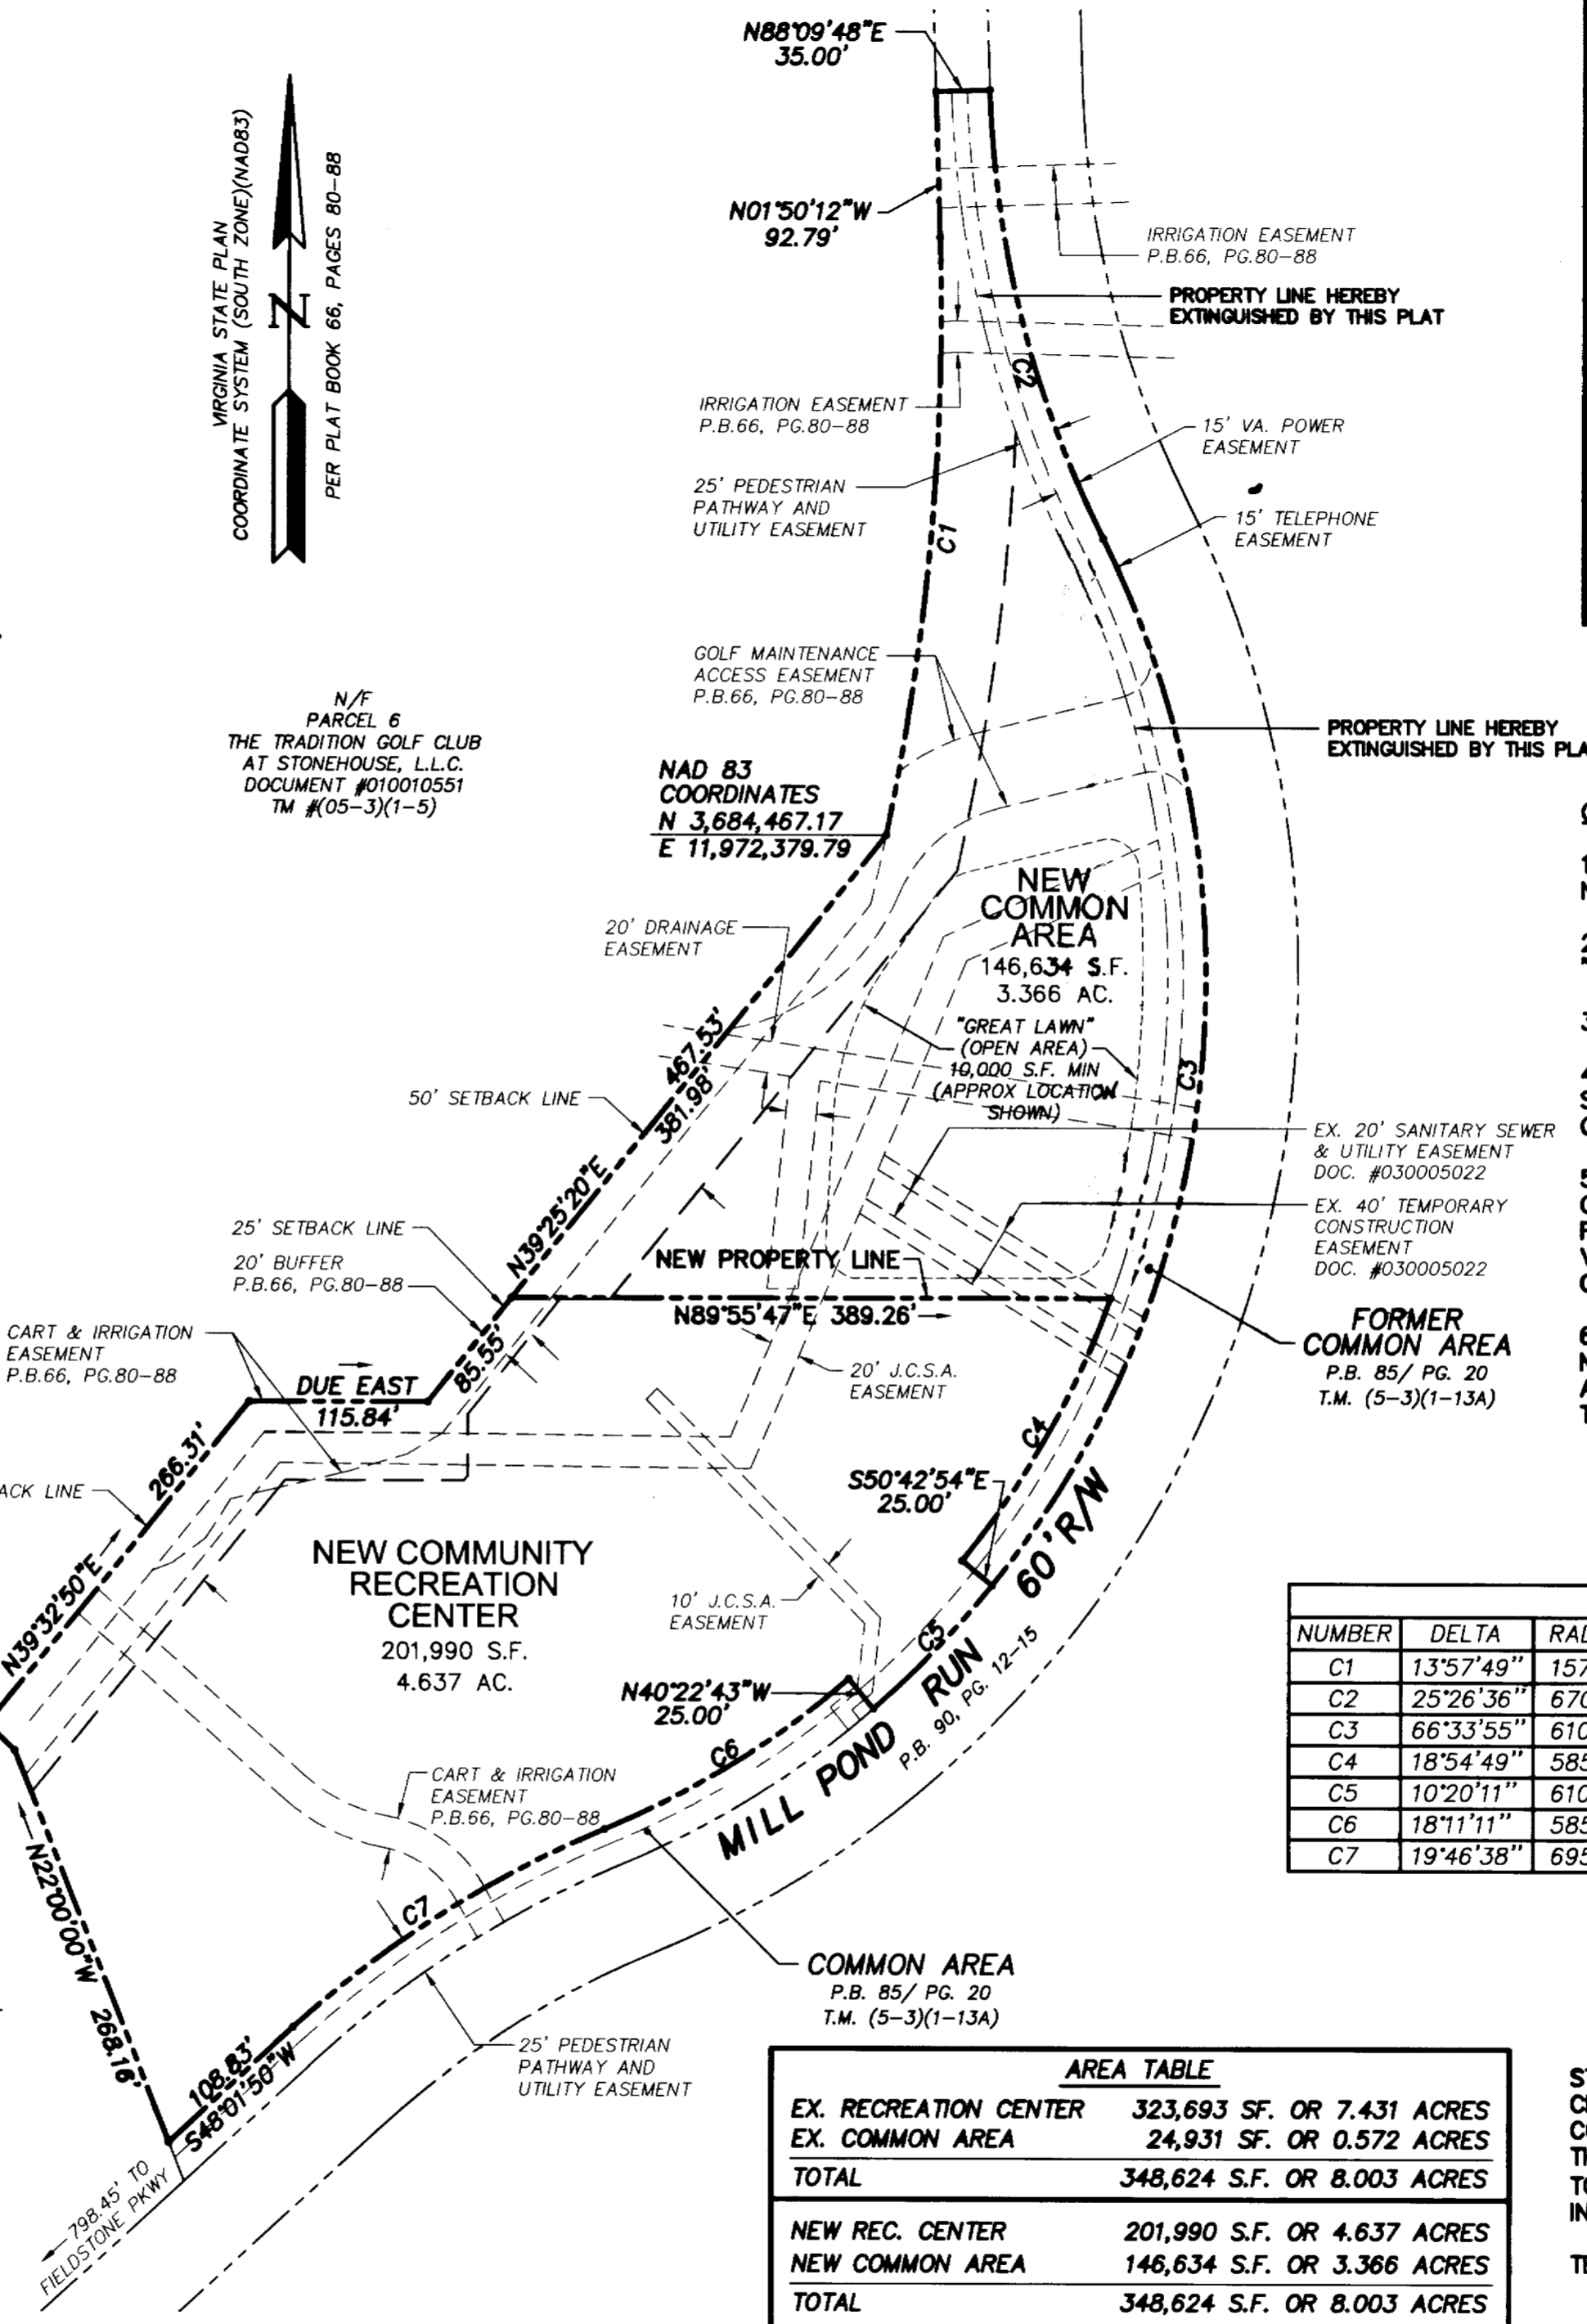 N88°09'48"E
35.00'
VIRGINIA STATE PLAN
COORDINATE SYSTEM (SOUTH ZONE)(NAD83)
N
PER PLAT BOOK 66, PAGES 80-88
N01°50'12"W
92.79'
IRRIGATION EASEMENT
P.B.66, PG.80-88
PROPERTY LINE HEREBY
EXTINGUISHED BY THIS PLAT
C2
IRRIGATION EASEMENT
P.B.66, PG.80-88
15' VA. POWER
EASEMENT
25' PEDESTRIAN
PATHWAY AND
UTILITY EASEMENT
C1
15' TELEPHONE
EASEMENT
GOLF MAINTENANCE
ACCESS EASEMENT
P.B.66, PG.80-88
N/F
PARCEL 6
THE TRADITION GOLF CLUB
AT STONEHOUSE, L.L.C.
DOCUMENT #010010551
TM #(05-3)(1-5)
PROPERTY LINE HEREBY
EXTINGUISHED BY THIS PLA
NAD 83
COORDINATES
N 3,684,467.17
E 11,972,379.79
NEW
COMMON
AREA
146,634 S.F.
3.366 AC.
20' DRAINAGE
EASEMENT
"GREAT LAWN"
(OPEN AREA)
10,000 S.F. MIN
(APPROX LOCATION
SHOWN)
C3
467.53'
381.98'
N39°25'20"E
50' SETBACK LINE
EX. 20' SANITARY SEWER
& UTILITY EASEMENT
DOC. #030005022
EX. 40' TEMPORARY
CONSTRUCTION
EASEMENT
DOC. #030005022
25' SETBACK LINE
20' BUFFER
P.B.66, PG.80-88
NEW PROPERTY LINE
N89°55'47"E 389.26'
FORMER
COMMON AREA
P.B. 85/ PG. 20
T.M. (5-3)(1-13A)
CART & IRRIGATION
EASEMENT
P.B.66, PG.80-88
DUE EAST
115.84'
85.55'
20' J.C.S.A.
EASEMENT
C4
266.31'
N39°32'50"E
ACK LINE
S50°42'54"E
25.00'
60' R/W
NEW COMMUNITY
RECREATION
CENTER
201,990 S.F.
4.637 AC.
10' J.C.S.A.
EASEMENT
C5
N40°22'43"W
25.00'
C6
MILL POND RUN
P.B. 90, PG. 12-15
CART & IRRIGATION
EASEMENT
P.B.66, PG.80-88
C7
N22°00'00"W 268.16'
COMMON AREA
P.B. 85/ PG. 20
T.M. (5-3)(1-13A)
25' PEDESTRIAN
PATHWAY AND
UTILITY EASEMENT
108.83'
S48°01'50"W
798.45' TO
FIELDSTONE PKWY
NUMBER DELTA RAD
C1 13°57'49" 157
C2 25°26'36" 670
C3 66°33'55" 610
C4 18°54'49" 585
C5 10°20'11" 610
C6 18°11'11" 585
C7 19°46'38" 695
AREA TABLE
EX. RECREATION CENTER 323,693 SF. OR 7.431 ACRES
EX. COMMON AREA 24,931 SF. OR 0.572 ACRES
TOTAL 348,624 S.F. OR 8.003 ACRES
NEW REC. CENTER 201,990 S.F. OR 4.637 ACRES
NEW COMMON AREA 146,634 S.F. OR 3.366 ACRES
TOTAL 348,624 S.F. OR 8.003 ACRES